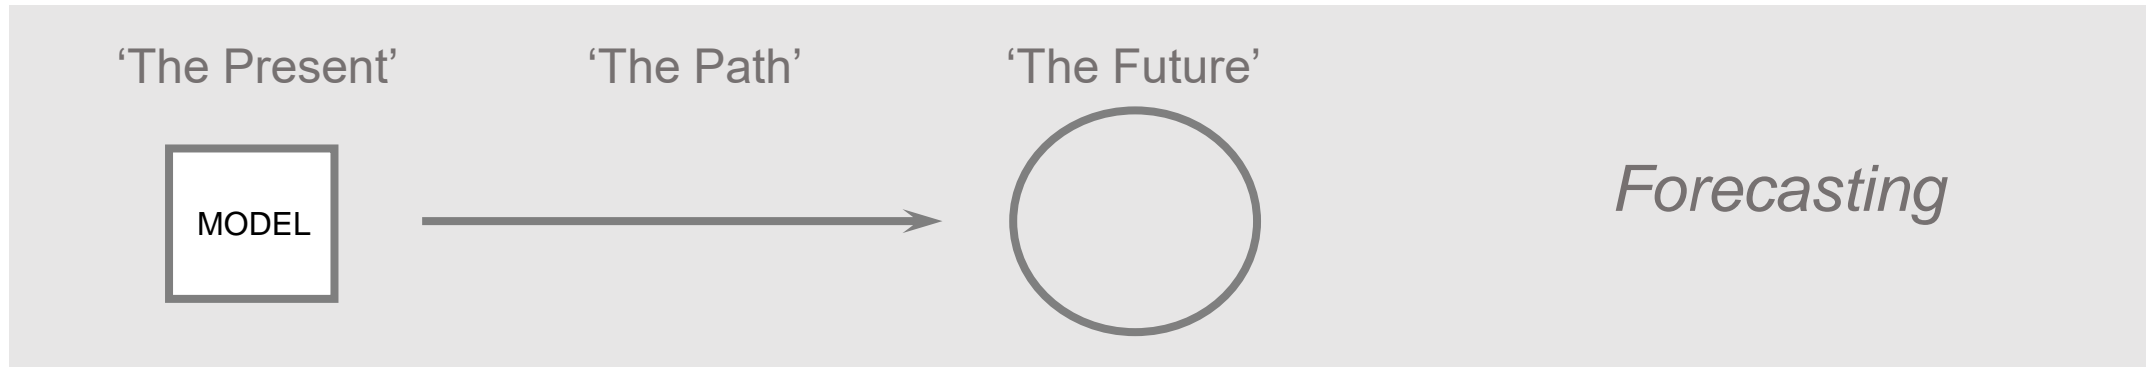 ‘The Present’ ‘The Path’ ‘The Future’
Forecasting
MODEL